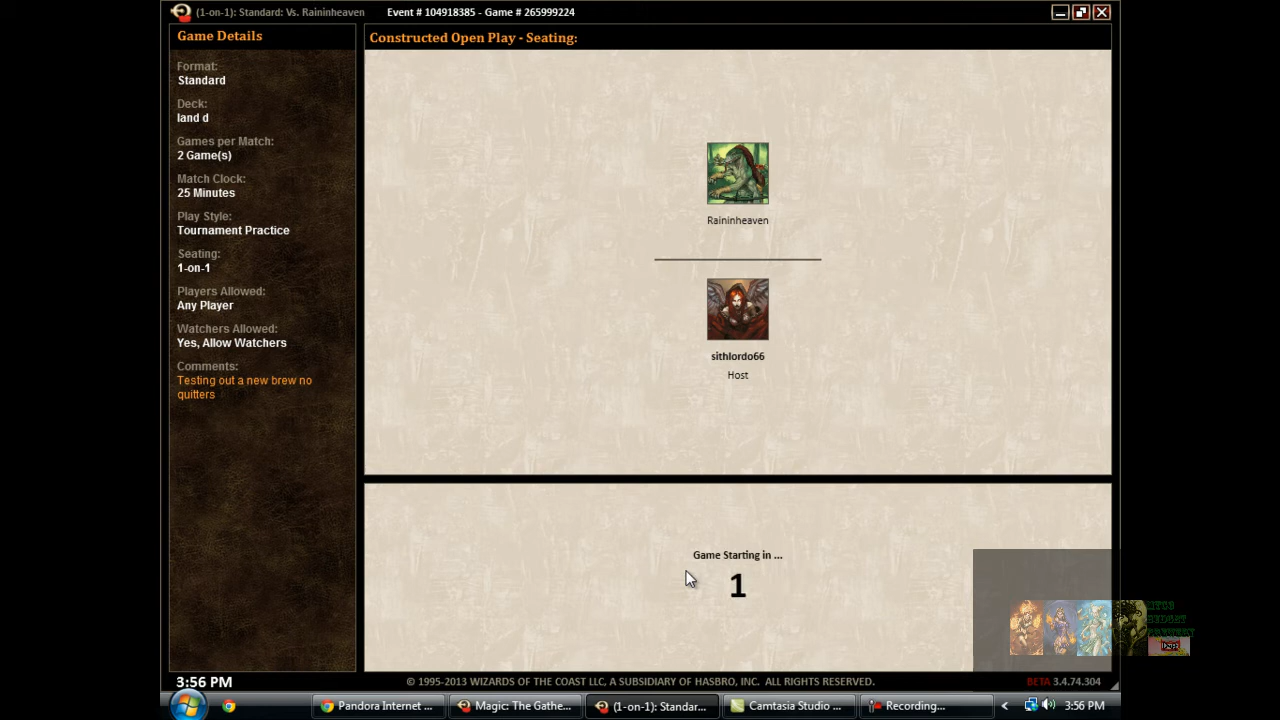 (1-on-1): Standard: Vs. Raininheaven
Event # 104918385 - Game # 265999224
Game Details
Constructed Open Play - Seating:
Format:
Standard
Deck:
land d
Games per Match:
2 Game(s)
Match Clock:
25 Minutes
Play Style:
Tournament Practice
Seating:
1-on-1
Players Allowed:
Any Player
Watchers Allowed:
Yes, Allow Watchers
Comments:
Testing out a new brew no
quitters
Raininheaven
sithlordo66
Host
Game Starting in ...
1
BUDGET
3:56 PM
© 1995-2013 WIZARDS OF THE COAST LLC, A SUBSIDIARY OF HASBRO, INC. ALL RIGHTS RESERVED.
BETA 3.4.74.304
Pandora Internet ...
Magic: The Gathe...
(1-on-1): Standar...
Camtasia Studio ...
Recording...
3:56 PM